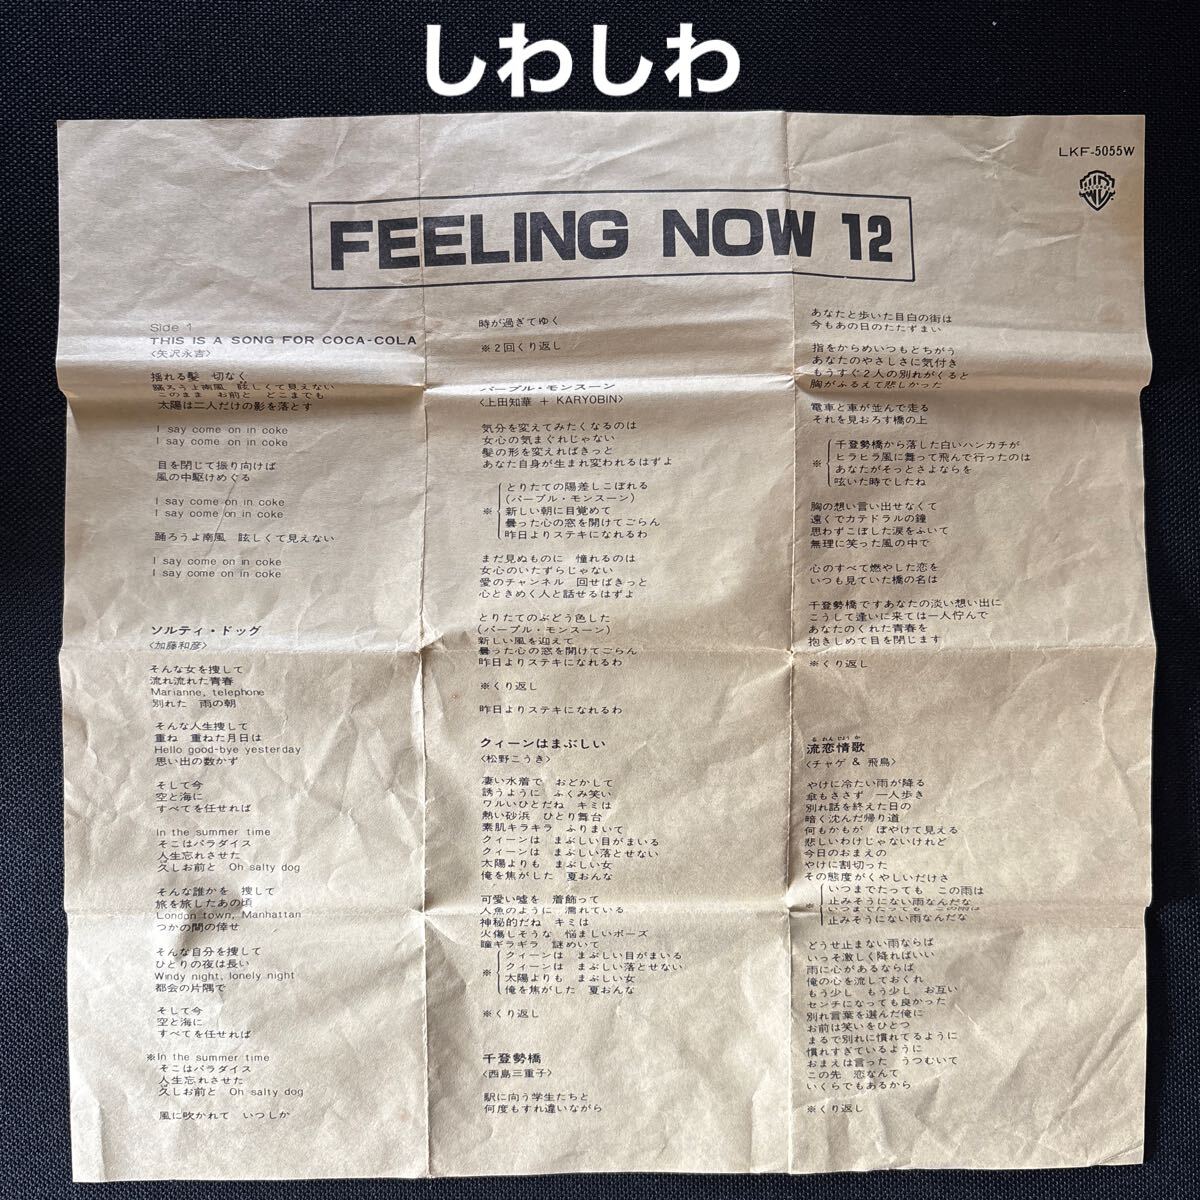 しわしわ
LKF-5055W
FEELING NOW 12
Side 1
THIS IS A SONG FOR COCA-COLA
〈矢沢永吉〉
揺れる髪 切なく
踊ろうよ南風 眩しくて見えない
このまま お前と どこまでも
太陽は二人だけの影を落とす
I say come on in coke
I say come on in coke
目を閉じて振り向けば
風の中駆けめぐる
I say come on in coke
I say come on in coke
踊ろうよ南風 眩しくて見えない
I say come on in coke
I say come on in coke
ソルティ・ドッグ
〈加藤和彦〉
そんな女を捜して
流れ流れた青春
Marianne, telephone
別れた 雨の朝
そんな人生捜して
重ね 重ねた月日は
Hello good-bye yesterday
思い出の数かず
そして今
空と海に
すべてを任せれば
In the summer time
そこはパラダイス
人生忘れさせた
久しお前と Oh salty dog
そんな誰かを 捜して
旅を旅したあの頃
London town, Manhattan
つかの間の倖せ
そんな自分を捜して
ひとりの夜は長い
Windy night, lonely night
都会の片隅で
そして今
空と海に
すべてを任せれば
※In the summer time
そこはパラダイス
人生忘れさせた
久しお前と Oh salty dog
風に吹かれて いつしか
時が過ぎてゆく
※2回くり返し
パープル・モンスーン
〈上田知華 + KARYOBIN〉
気分を変えてみたくなるのは
女心の気まぐれじゃない
髪の形を変えればきっと
あなた自身が生まれ変われるはずよ
とりたての陽差しこぼれる
(パープル・モンスーン)
※新しい朝に目覚めて
曇った心の窓を開けてごらん
昨日よりステキになれるわ
まだ見ぬものに 憧れるのは
女心のいたずらじゃない
愛のチャンネル 回せばきっと
心ときめく人と話せるはずよ
とりたてのぶどう色した
(パープル・モンスーン)
新しい風を迎えて
曇った心の窓を開けてごらん
昨日よりステキになれるわ
※くり返し
昨日よりステキになれるわ
クィーンはまぶしい
〈松野こうき〉
凄い水着で おどかして
誘うように ふくみ笑い
ワルいひとだね キミは
熱い砂浜 ひとり舞台
素肌キラキラ ふりまいて
クィーンは まぶしい目がまいる
クィーンは まぶしい落とせない
太陽よりも まぶしい女
俺を焦がした 夏おんな
可愛い嘘を 着飾って
人魚のように 濡れている
神秘的だね キミは
火傷しそうな 悩ましいポーズ
瞳ギラギラ 謎めいて
クィーンは まぶしい目がまいる
クィーンは まぶしい落とせない
※太陽よりも まぶしい女
俺を焦がした 夏おんな
※くり返し
千登勢橋
〈西島三重子〉
駅に向う学生たちと
何度もすれ違いながら
あなたと歩いた目白の街は
今もあの日のたたずまい
指をからめいつもとちがう
あなたのやさしさに気付き
もうすぐ2人の別れがくると
胸がふるえて悲しかった
電車と車が並んで走る
それを見おろす橋の上
千登勢橋から落した白いハンカチが
※ヒラヒラ風に舞って飛んで行ったのは
あなたがそっとさよならを
呟いた時でしたね
胸の想い言い出せなくて
遠くでカテドラルの鐘
思わずこぼした涙をふいて
無理に笑った風の中で
心のすべて燃やした恋を
いつも見ていた橋の名は
千登勢橋ですあなたの淡い想い出に
こうして逢いに来ては一人佇んで
あなたのくれた青春を
抱きしめて目を閉じます
※くり返し
る れんじょう か
流恋情歌
〈チャゲ & 飛鳥〉
やけに冷たい雨が降る
傘もささず 一人歩き
別れ話を終えた日の
暗く沈んだ帰り道
何もかもが ぼやけて見える
悲しいわけじゃないけれど
今日のおまえの
やけに割切った
その態度がくやしいだけさ
いつまでたっても この雨は
※止みそうにない雨なんだな
いつまでたっても この雨は
止みそうにない雨なんだな
どうせ止まない雨ならば
いっそ激しく降ればいい
雨に心があるならば
俺の心を流しておくれ
もう少し もう少し お互い
センチになっても良かった
別れ言葉を選んだ俺に
お前は笑いをひとつ
まるで別れに慣れてるように
慣れすぎているように
おまえは言った うつむいて
この先 恋なんて
いくらでもあるから
※くり返し